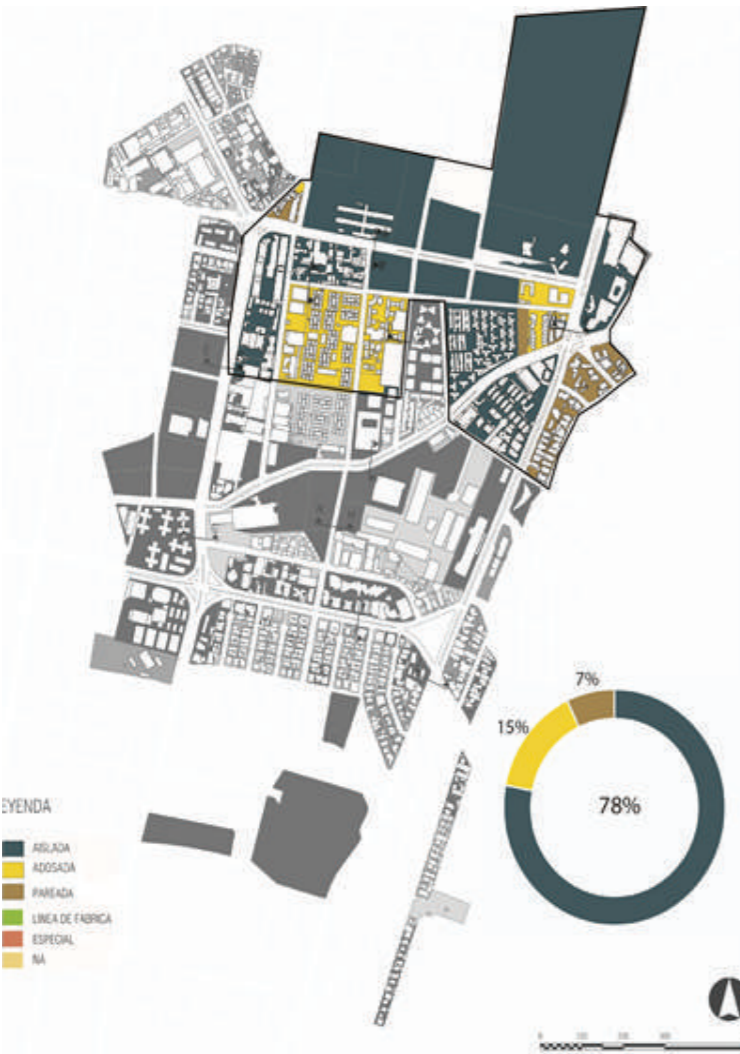 7%
15%
78%
EYENDA
AISLADA
ADOSADA
PAREADA
LINEA DE FABRICA
ESPECIAL
NA